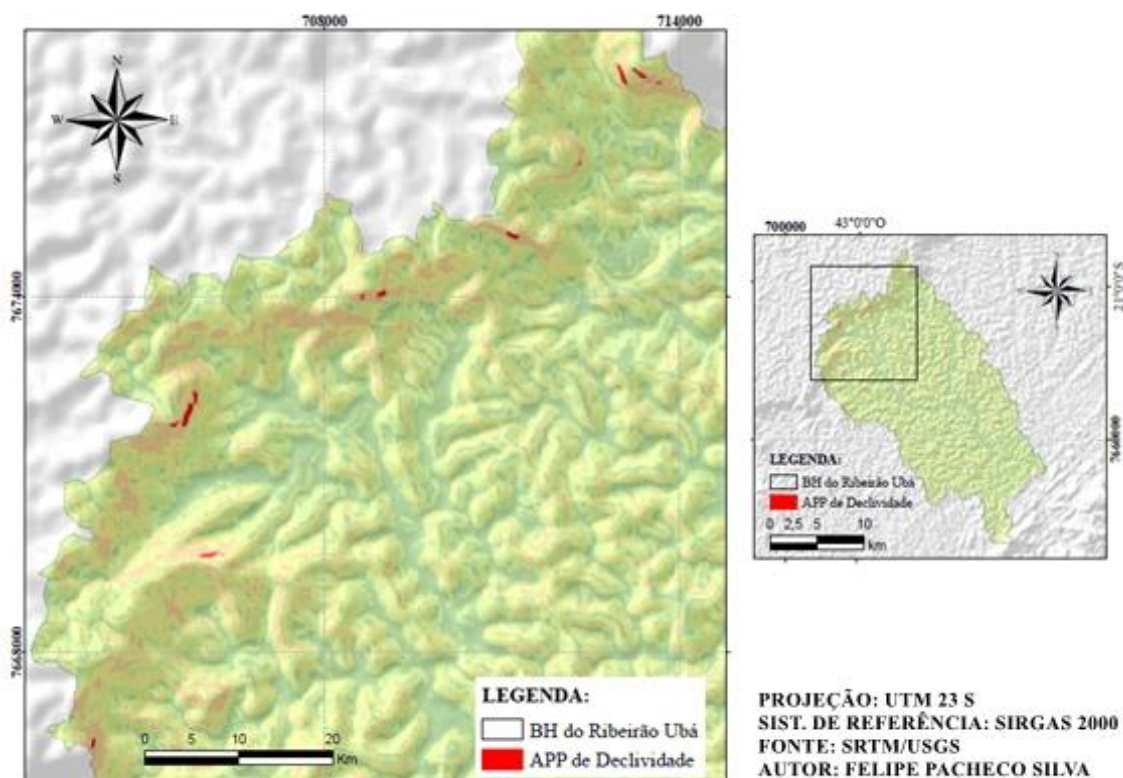 708000
714000
N
W
E
S
7674000
7668000
LEGENDA:
BH do Ribeirão Ubá
APP de Declividade
0 5 10 20
Km
700000
43°0'0"O
21°0'0"S
7660000
LEGENDA:
BH do Ribeirão Ubá
APP de Declividade
0 2,5 5 10
km
PROJEÇÃO: UTM 23 S
SIST. DE REFERÊNCIA: SIRGAS 2000
FONTE: SRTM/USGS
AUTOR: FELIPE PACHECO SILVA